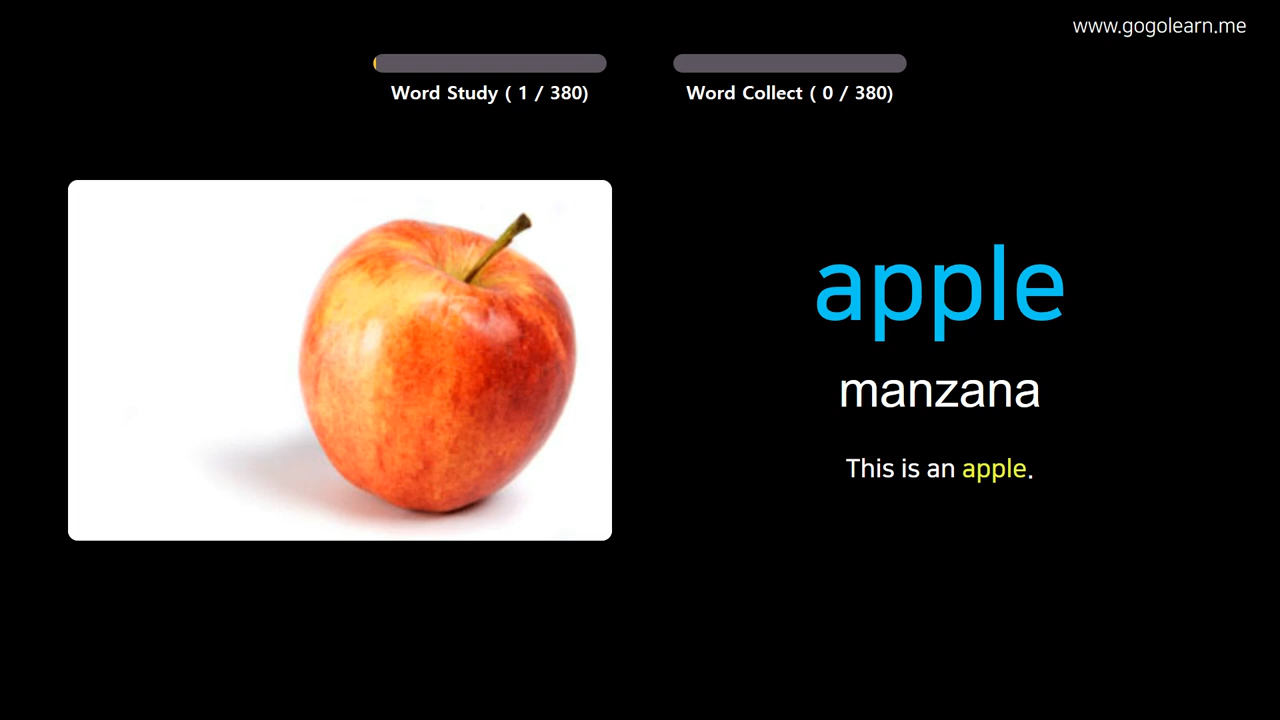 www.gogolearn.me
Word Study ( 1 / 380)
Word Collect ( 0 / 380)
apple
manzana
This is an apple.